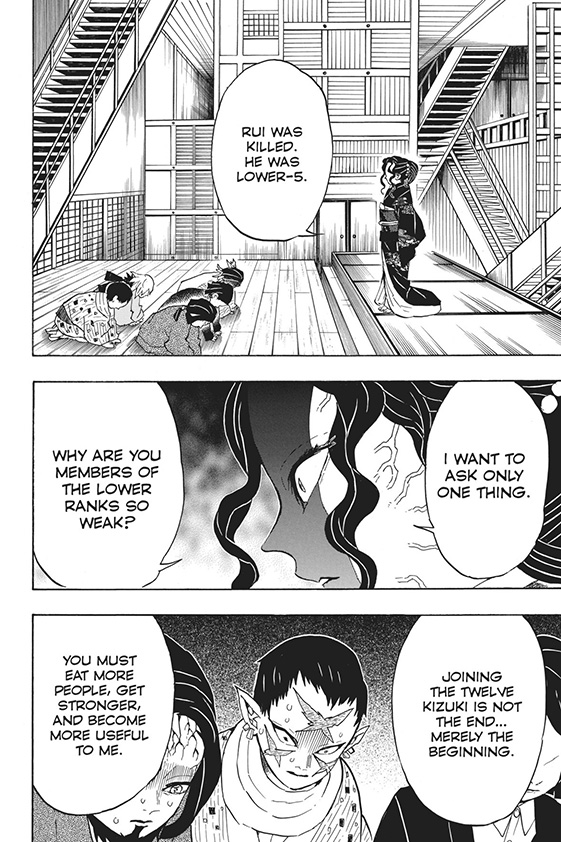 RUI WAS
KILLED.
HE WAS
LOWER-5.
I WANT TO
ASK ONLY
ONE THING.
WHY ARE YOU
MEMBERS OF
THE LOWER
RANKS SO
WEAK?
JOINING
THE TWELVE
KIZUKI IS NOT
THE END...
MERELY THE
BEGINNING.
YOU MUST
EAT MORE
PEOPLE, GET
STRONGER,
AND BECOME
MORE USEFUL
TO ME.